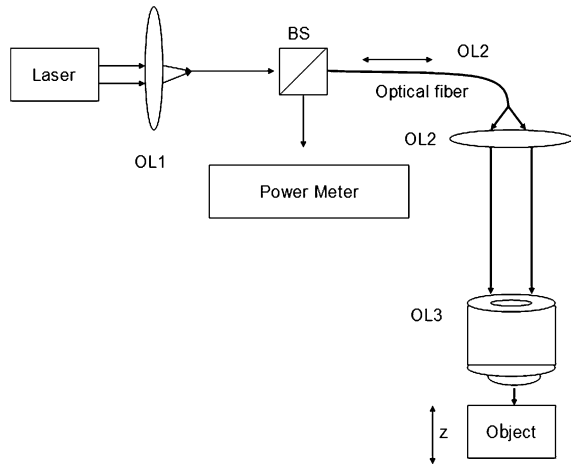 BS
OL2
Laser
Optical fiber
OL1
OL2
Power Meter
OL3
z
Object